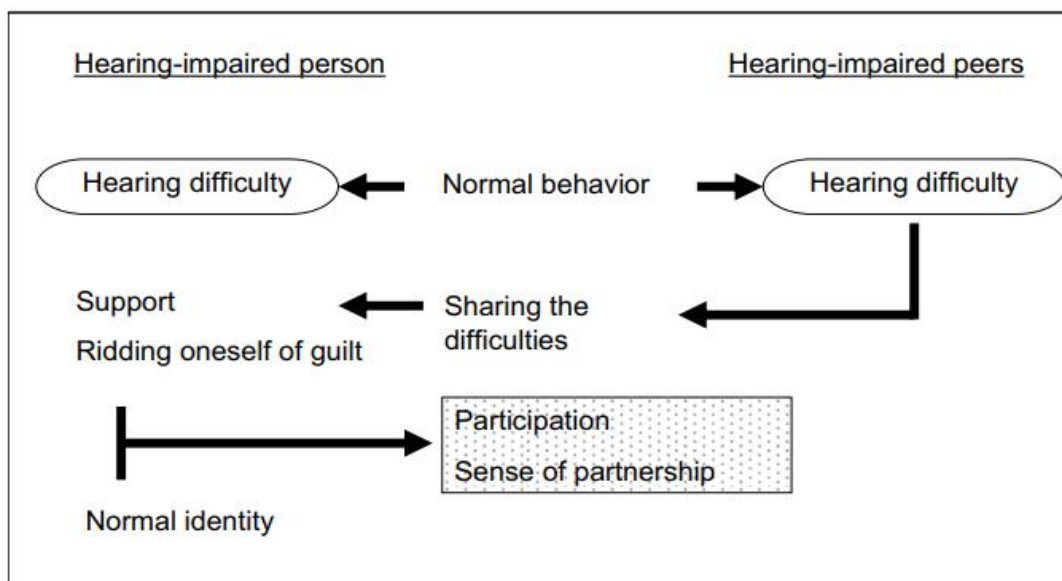 Hearing-impaired person
Hearing-impaired peers
Hearing difficulty
Normal behavior
Hearing difficulty
Support
Ridding oneself of guilt
Sharing the
difficulties
Participation
Sense of partnership
Normal identity